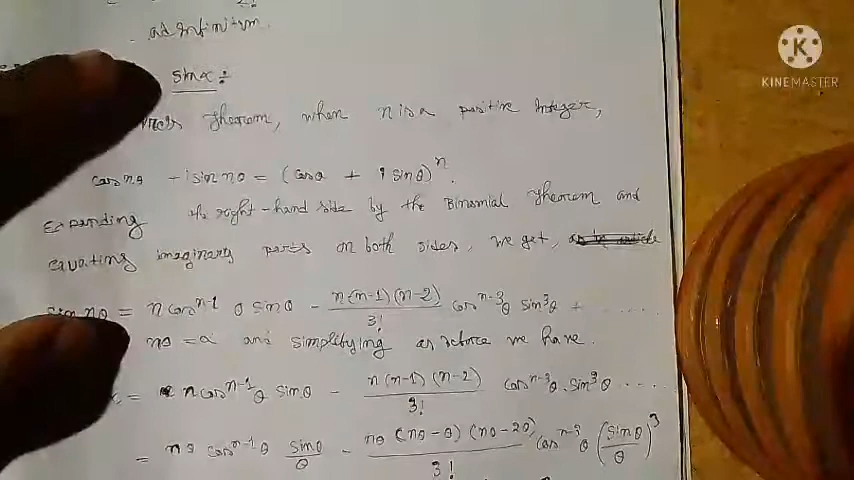 ad infinitum.
sin x :
theorem, when n is a positive integer,
cos nθ + i sin nθ = (cos θ + i sin θ)^n.
Expanding the right-hand side by the Binomial theorem and
equating imaginary parts on both sides, we get,
sin nθ = n cos^{n-1} θ sin θ - n(n-1)(n-2)/3! cos^{n-3} θ sin^3 θ + ......
nθ = α and simplifying as before we have.
= n cos^{n-1} θ sin θ - n(n-1)(n-2)/3! cos^{n-3} θ . sin^3 θ ....
= nθ cos^{n-1} θ sin θ/θ - nθ (nθ-θ)(nθ-2θ)/3! cos^{n-3} θ (sin θ/θ)^3
KINEMASTER